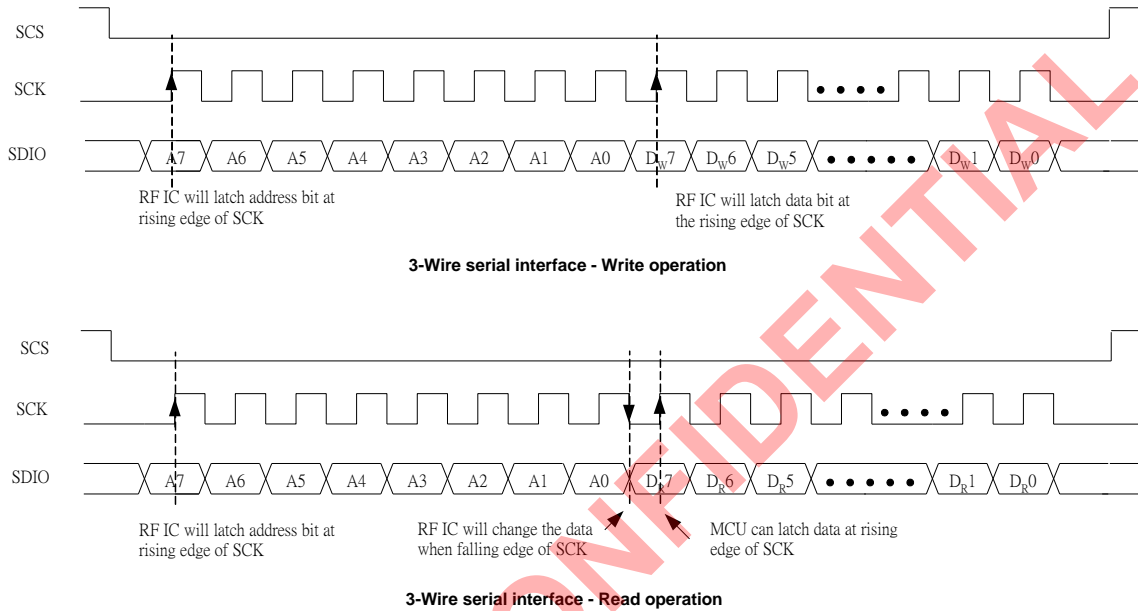 SCS
SCK
SDIO
A7 A6 A5 A4 A3 A2 A1 A0 DW7 DW6 DW5 DW1 DW0
RF IC will latch address bit at
rising edge of SCK
RF IC will latch data bit at
the rising edge of SCK
3-Wire serial interface - Write operation
SCS
SCK
SDIO
A7 A6 A5 A4 A3 A2 A1 A0 DR7 DR6 DR5 DR1 DR0
RF IC will latch address bit at
rising edge of SCK
RF IC will change the data
when falling edge of SCK
MCU can latch data at rising
edge of SCK
3-Wire serial interface - Read operation
ONFIDENTIAL